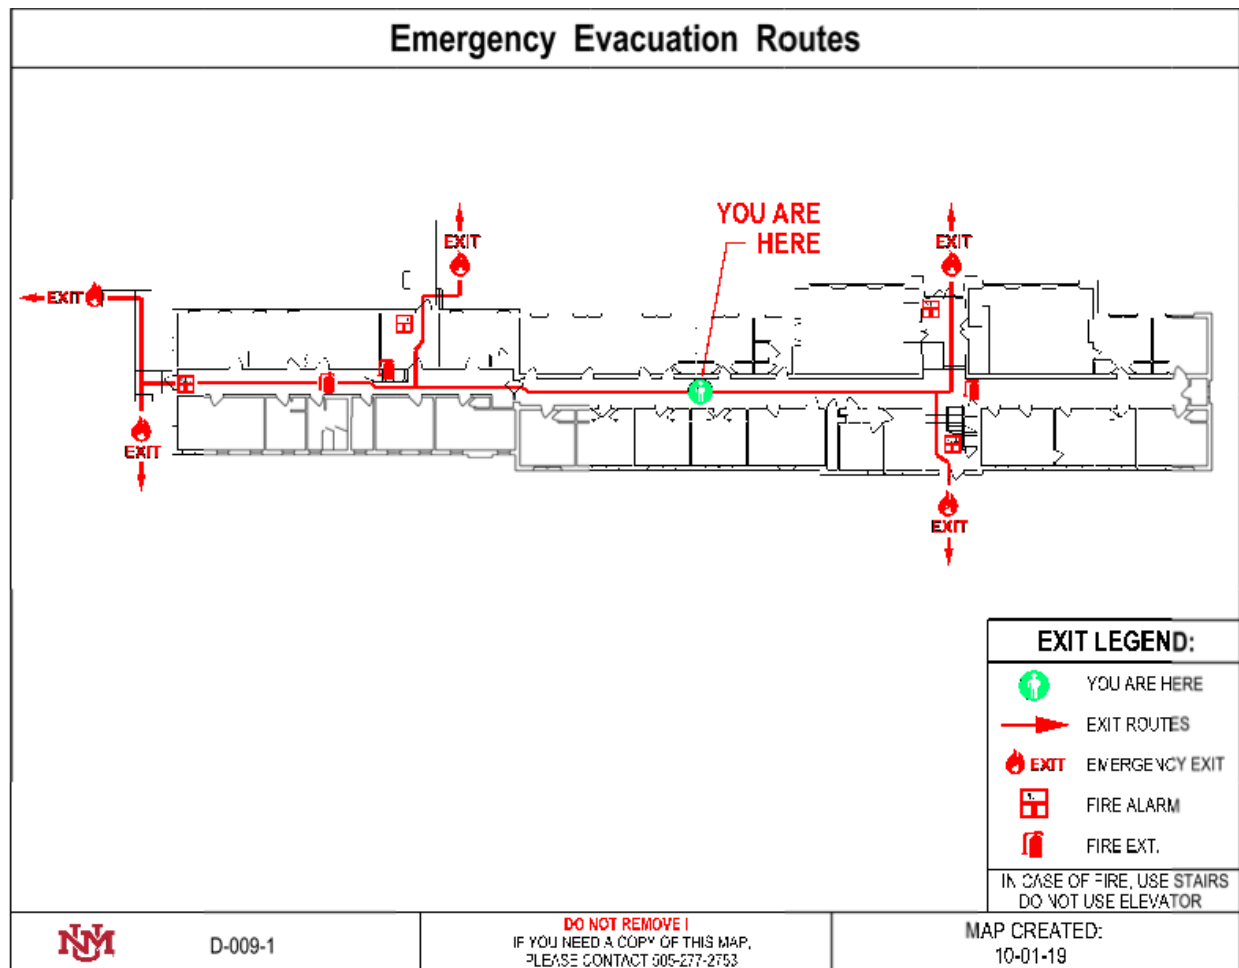 Emergency Evacuation Routes
YOU ARE
HERE
EXIT
EXIT
EXIT
EXIT
EXIT
EXIT LEGEND:
YOU ARE HERE
EXIT ROUTES
EXIT EMERGENCY EXIT
FIRE ALARM
FIRE EXT.
IN CASE OF FIRE, USE STAIRS
DO NOT USE ELEVATOR
UNM
D-009-1
DO NOT REMOVE !
IF YOU NEED A COPY OF THIS MAP,
PLEASE CONTACT 505-277-2753
MAP CREATED:
10-01-19